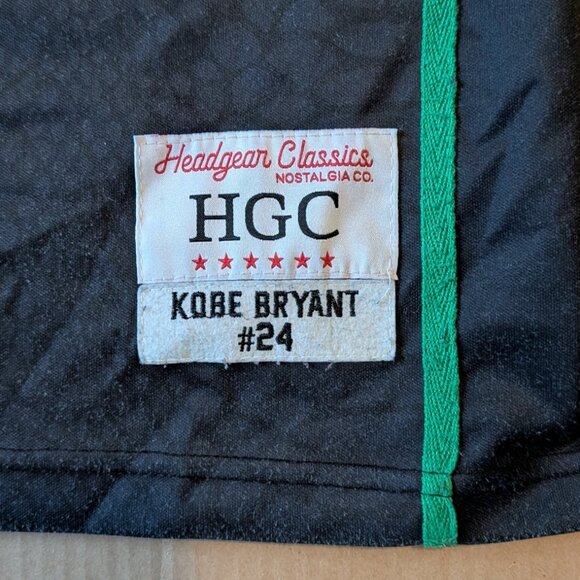 Headgear Classics
NOSTALGIA CO.
HGC
KOBE BRYANT
#24